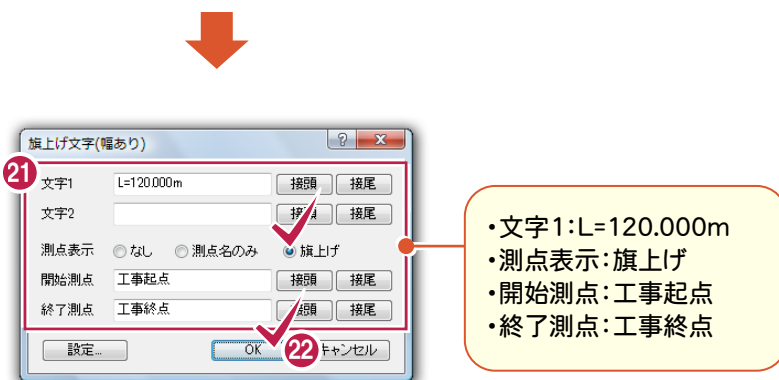 旗上げ文字(幅あり)
21
文字1 L=120.000m 接頭 接尾
文字2 接頭 接尾
測点表示 なし 測点名のみ 旗上げ
開始測点 工事起点 接頭 接尾
終了測点 工事終点 接頭 接尾
設定... OK 22 キャンセル
・文字1:L=120.000m
・測点表示:旗上げ
・開始測点:工事起点
・終了測点:工事終点